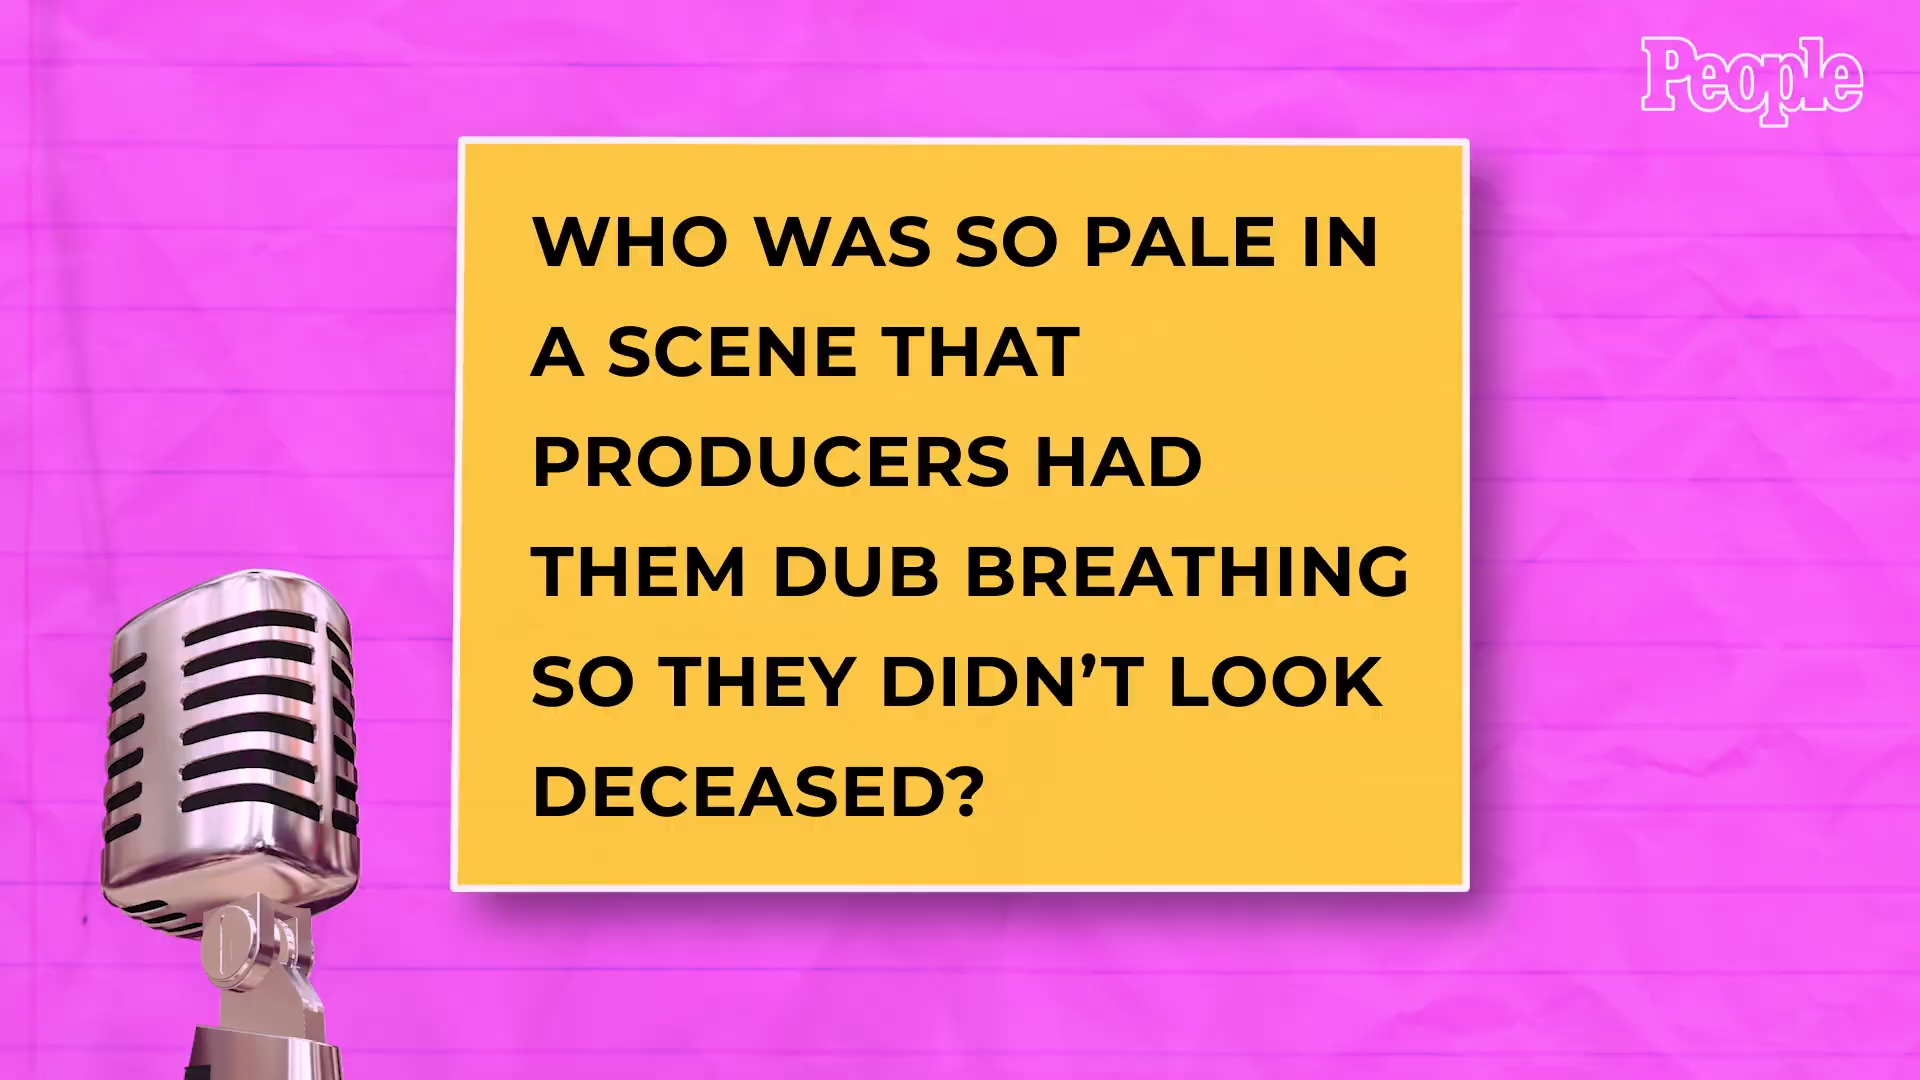 People
WHO WAS SO PALE IN
A SCENE THAT
PRODUCERS HAD
THEM DUB BREATHING
SO THEY DIDN’T LOOK
DECEASED?